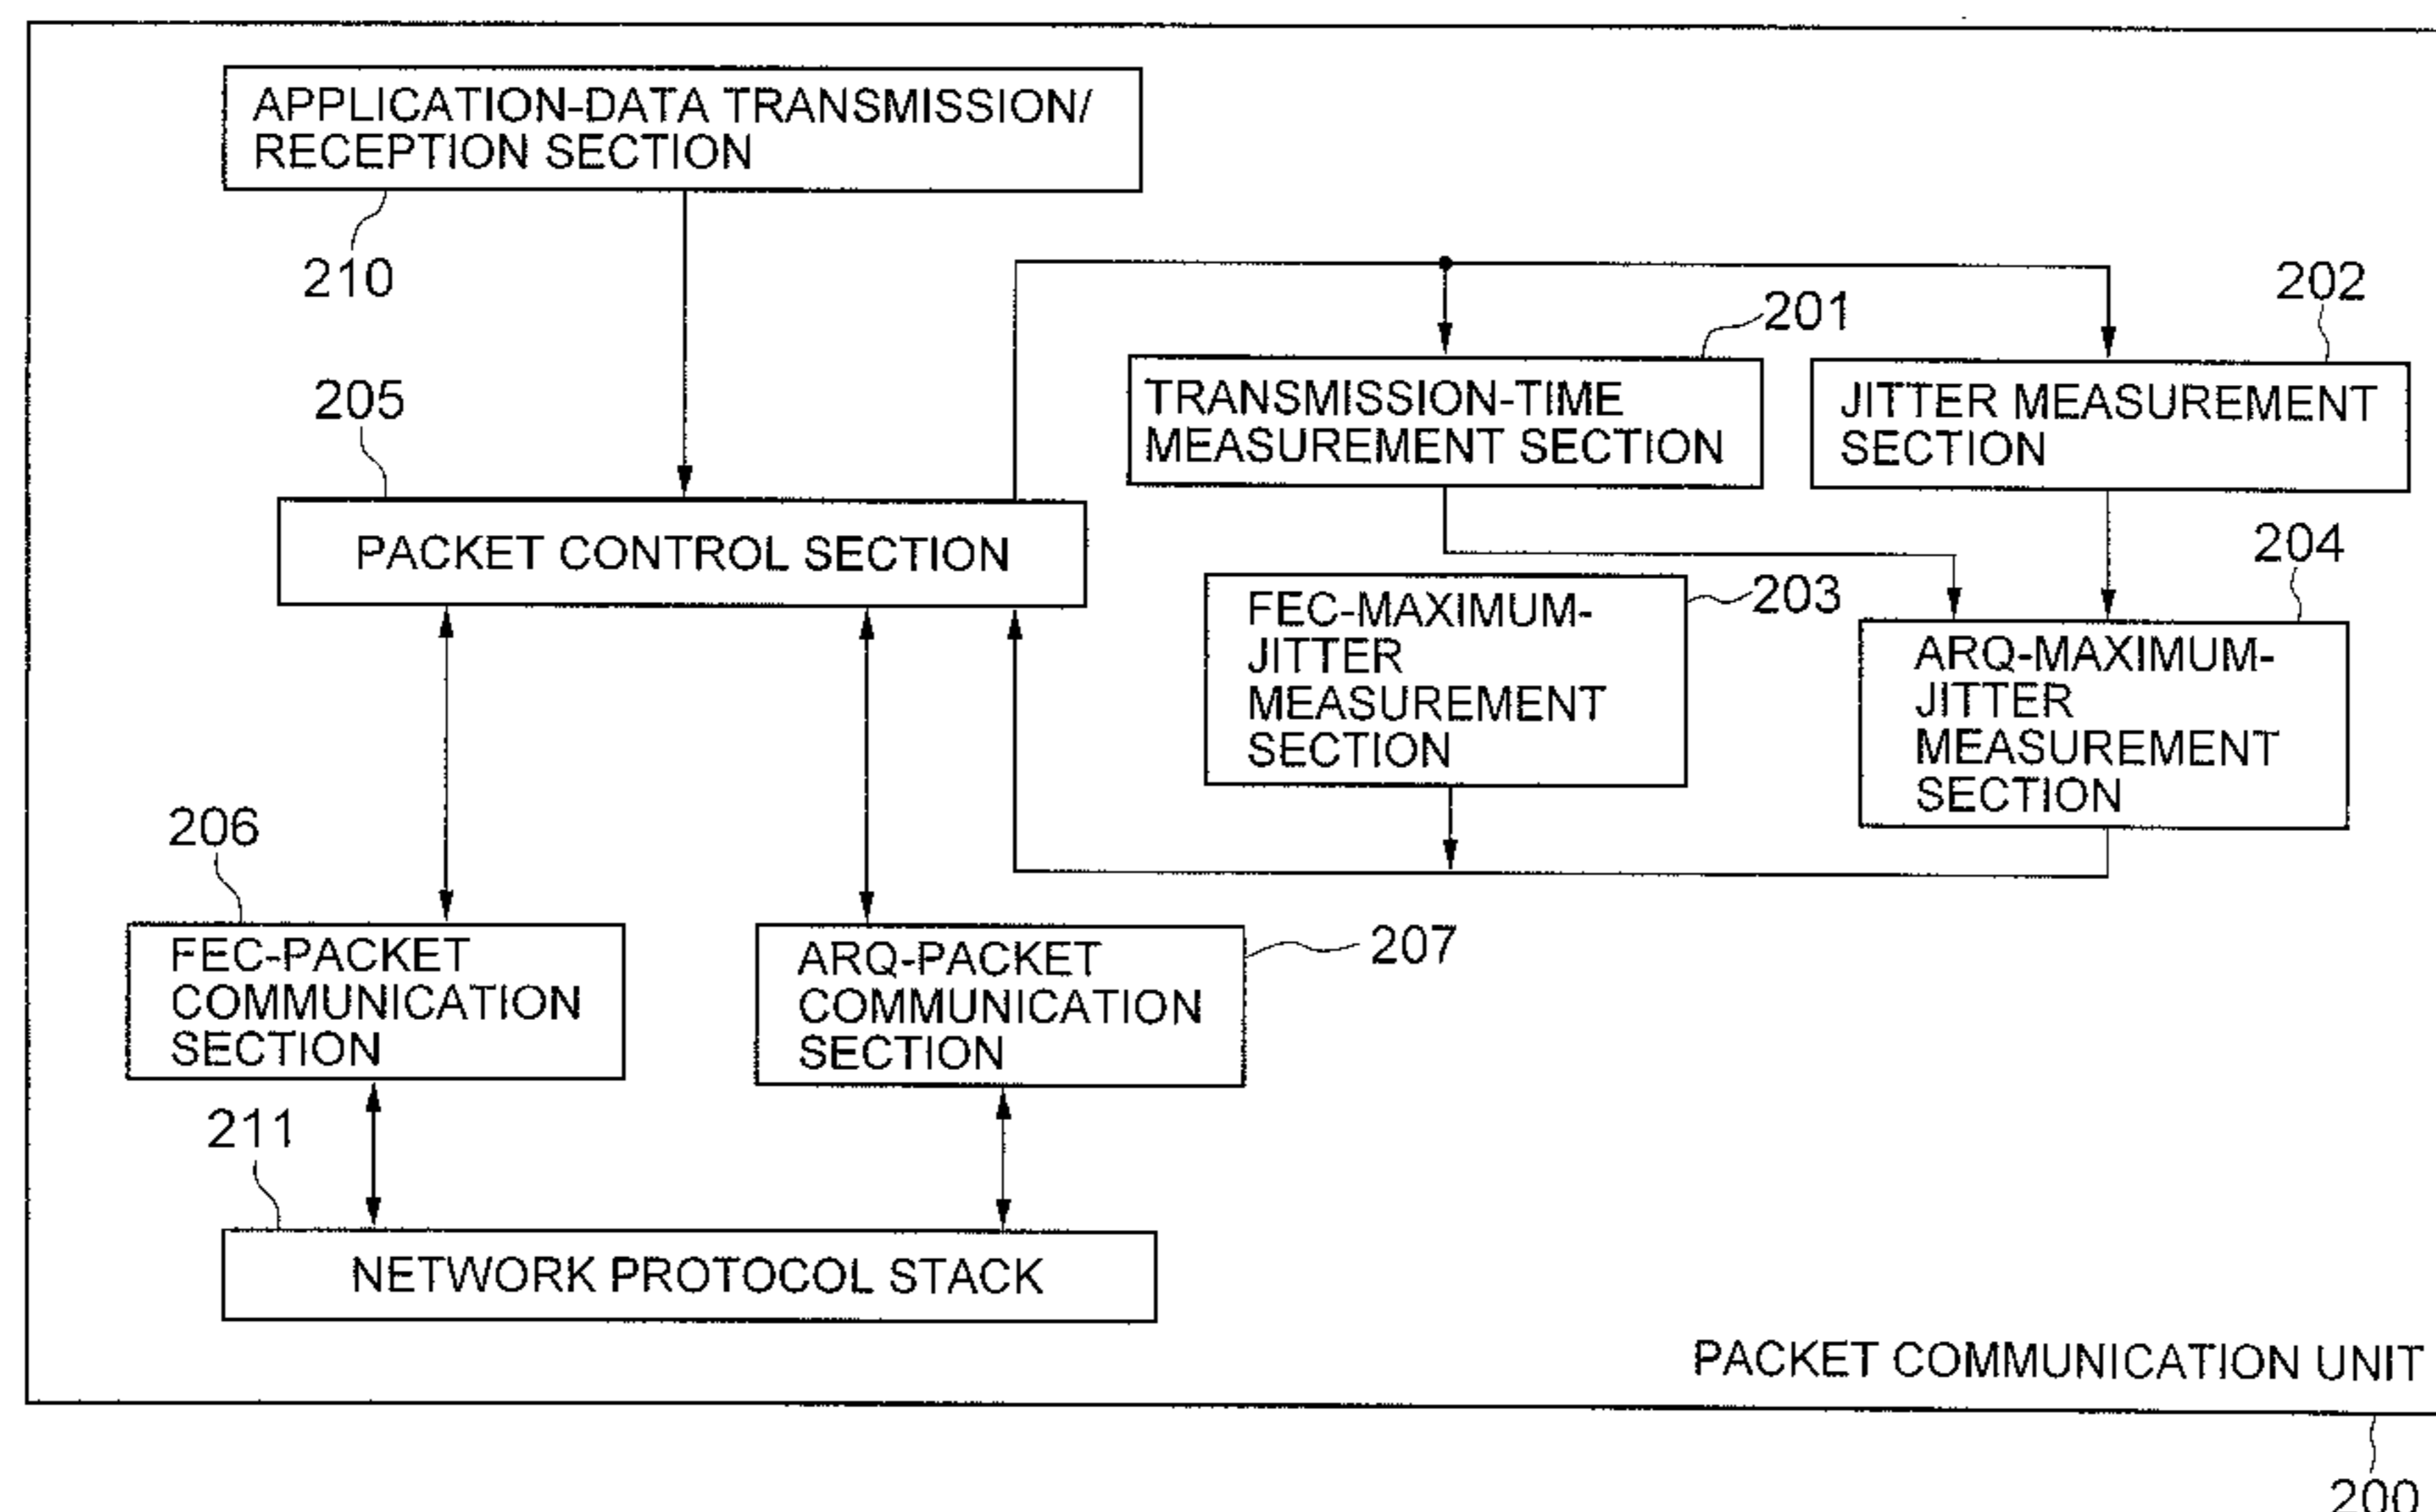 APPLICATION-DATA TRANSMISSION/
RECEPTION SECTION
210
202
201
TRANSMISSION-TIME
MEASUREMENT SECTION
JITTER MEASUREMENT
SECTION
205
PACKET CONTROL SECTION
204
203
FEC-MAXIMUM-
JITTER
MEASUREMENT
SECTION
ARQ-MAXIMUM-
JITTER
MEASUREMENT
SECTION
206
FEC-PACKET
COMMUNICATION
SECTION
ARQ-PACKET
COMMUNICATION
SECTION
207
211
NETWORK PROTOCOL STACK
PACKET COMMUNICATION UNIT
200